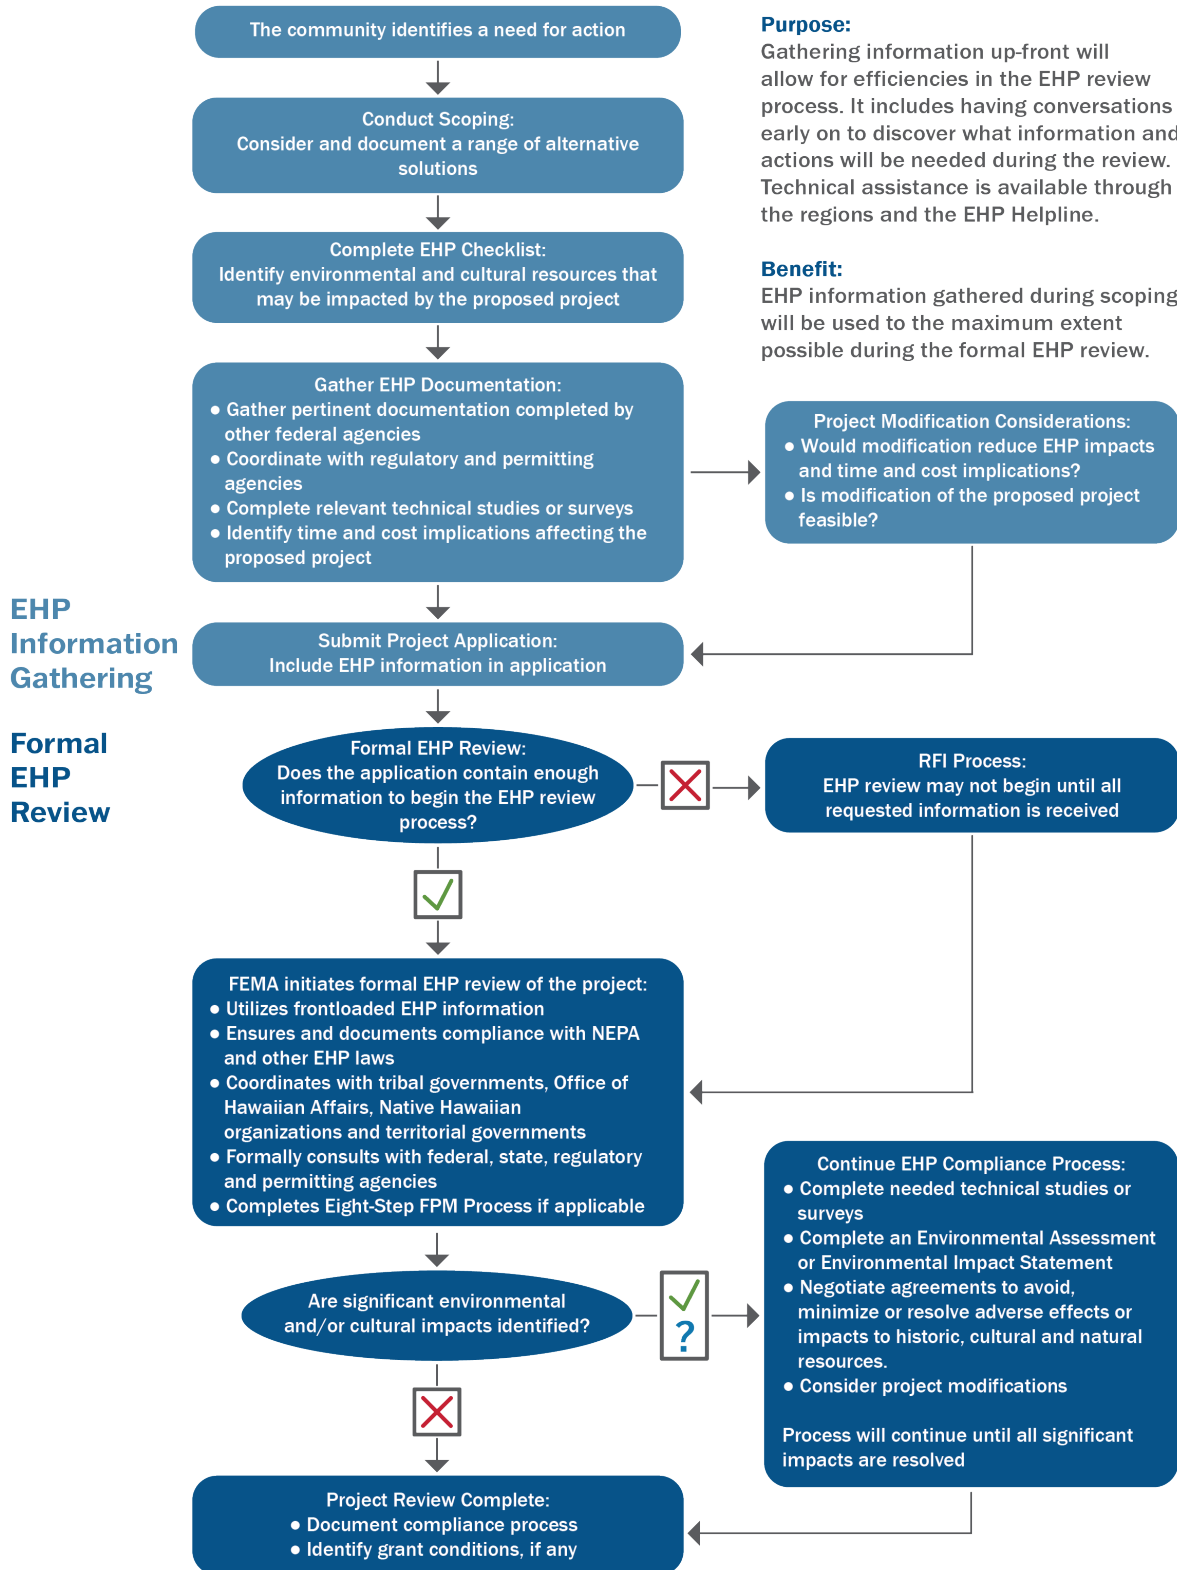 The community identifies a need for action
Purpose:
Gathering information up-front will
allow for efficiencies in the EHP review
process. It includes having conversations
early on to discover what information and
actions will be needed during the review.
Technical assistance is available through
the regions and the EHP Helpline.
Benefit:
EHP information gathered during scoping
will be used to the maximum extent
possible during the formal EHP review.
Conduct Scoping:
Consider and document a range of alternative
solutions
Complete EHP Checklist:
Identify environmental and cultural resources that
may be impacted by the proposed project
Gather EHP Documentation:
● Gather pertinent documentation completed by
other federal agencies
● Coordinate with regulatory and permitting
agencies
● Complete relevant technical studies or surveys
● Identify time and cost implications affecting the
proposed project
Project Modification Considerations:
● Would modification reduce EHP impacts
and time and cost implications?
● Is modification of the proposed project
feasible?
EHP
Information
Gathering
Submit Project Application:
Include EHP information in application
Formal
EHP
Review
Formal EHP Review:
Does the application contain enough
information to begin the EHP review
process?
RFI Process:
EHP review may not begin until all
requested information is received
FEMA initiates formal EHP review of the project:
● Utilizes frontloaded EHP information
● Ensures and documents compliance with NEPA
and other EHP laws
● Coordinates with tribal governments, Office of
Hawaiian Affairs, Native Hawaiian
organizations and territorial governments
● Formally consults with federal, state, regulatory
and permitting agencies
● Completes Eight-Step FPM Process if applicable
Are significant environmental
and/or cultural impacts identified?
?
Continue EHP Compliance Process:
● Complete needed technical studies or
surveys
● Complete an Environmental Assessment
or Environmental Impact Statement
● Negotiate agreements to avoid,
minimize or resolve adverse effects or
impacts to historic, cultural and natural
resources.
● Consider project modifications
Process will continue until all significant
impacts are resolved
Project Review Complete:
● Document compliance process
● Identify grant conditions, if any